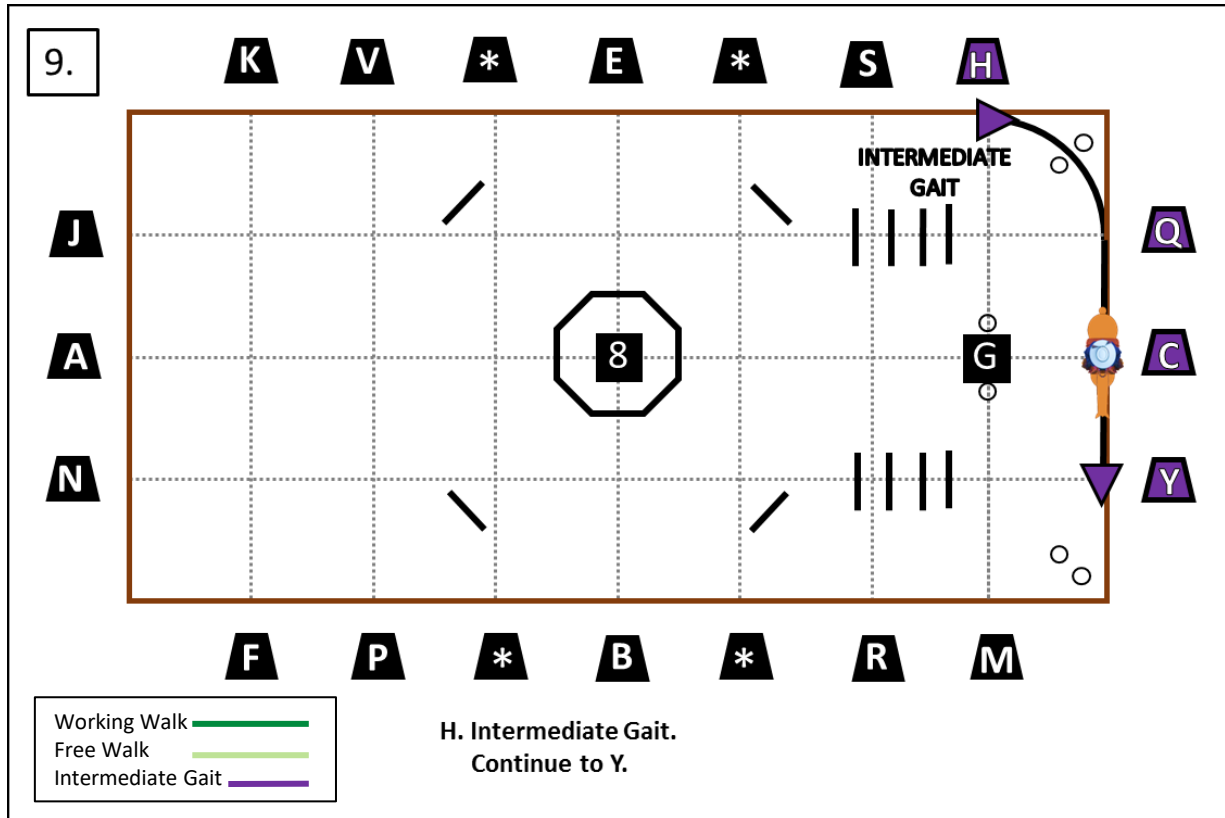 9.
K V * E * S H
INTERMEDIATE
GAIT
J Q
A 8 G C
N Y
F P * B * R M
Working Walk
Free Walk
Intermediate Gait
H. Intermediate Gait.
Continue to Y.